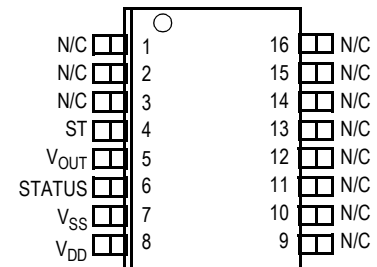 N/C 1 16 N/C
N/C 2 15 N/C
N/C 3 14 N/C
ST 4 13 N/C
VOUT 5 12 N/C
STATUS 6 11 N/C
VSS 7 10 N/C
VDD 8 9 N/C